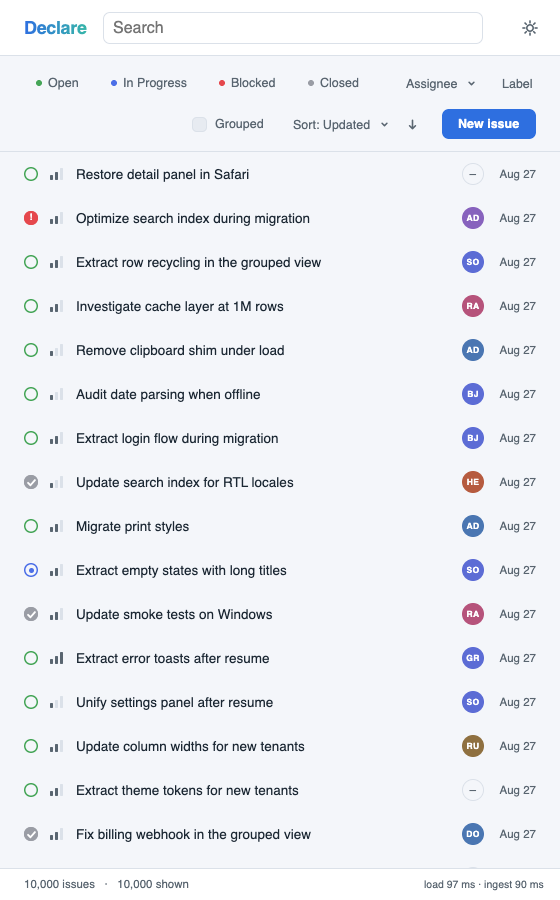 Declare Search
Open In Progress Blocked Closed Assignee Label
Grouped Sort: Updated New issue
Restore detail panel in Safari – Aug 27
! Optimize search index during migration AD Aug 27
Extract row recycling in the grouped view SO Aug 27
Investigate cache layer at 1M rows RA Aug 27
Remove clipboard shim under load AD Aug 27
Audit date parsing when offline BJ Aug 27
Extract login flow during migration BJ Aug 27
Update search index for RTL locales HE Aug 27
Migrate print styles AD Aug 27
Extract empty states with long titles SO Aug 27
Update smoke tests on Windows RA Aug 27
Extract error toasts after resume GR Aug 27
Unify settings panel after resume SO Aug 27
Update column widths for new tenants RU Aug 27
Extract theme tokens for new tenants – Aug 27
Fix billing webhook in the grouped view DO Aug 27
10,000 issues · 10,000 shown load 97 ms · ingest 90 ms